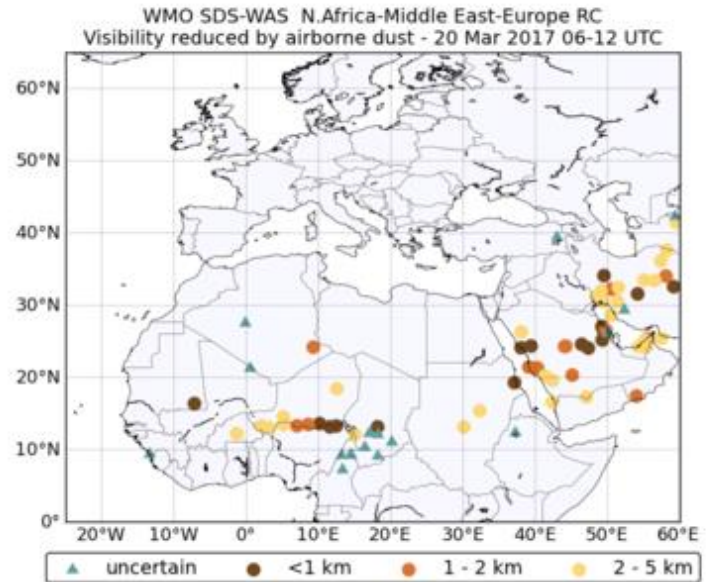 WMO SDS-WAS N.Africa-Middle East-Europe RC
Visibility reduced by airborne dust - 20 Mar 2017 06-12 UTC
60°N
50°N
40°N
30°N
20°N
10°N
0°
20°W 10°W 0° 10°E 20°E 30°E 40°E 50°E 60°E
uncertain <1 km 1 - 2 km 2 - 5 km